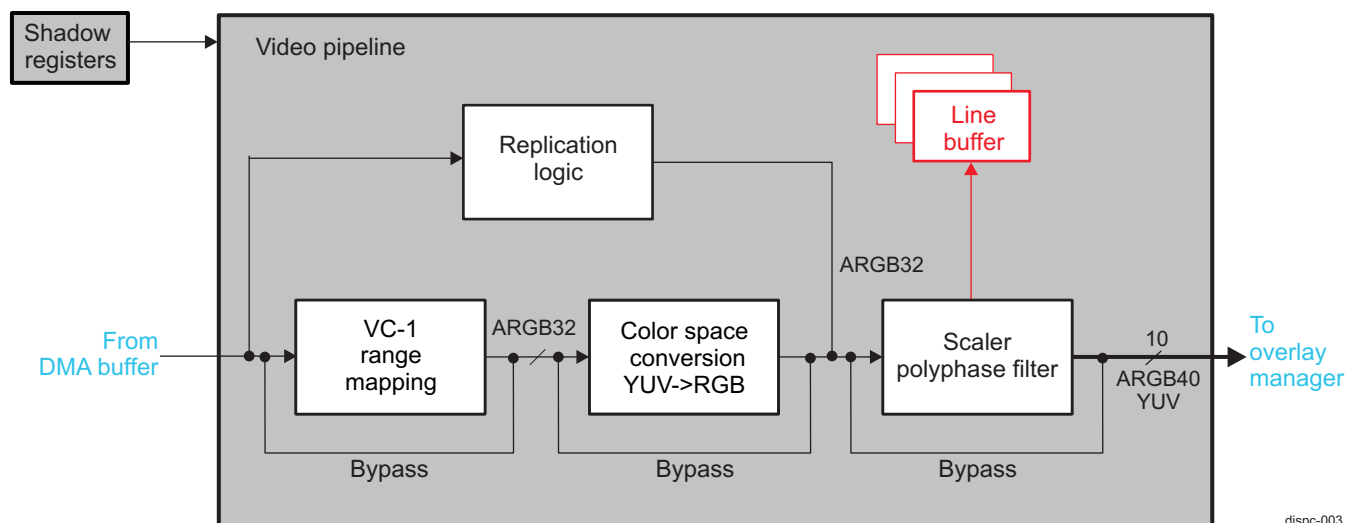 Shadow
registers
Video pipeline
Line
buffer
Replication
logic
ARGB32
From
DMA buffer
VC-1
range
mapping
ARGB32
Color space
conversion
YUV->RGB
Scaler
polyphase filter
10
ARGB40
YUV
To
overlay
manager
Bypass
Bypass
Bypass
dispc-003